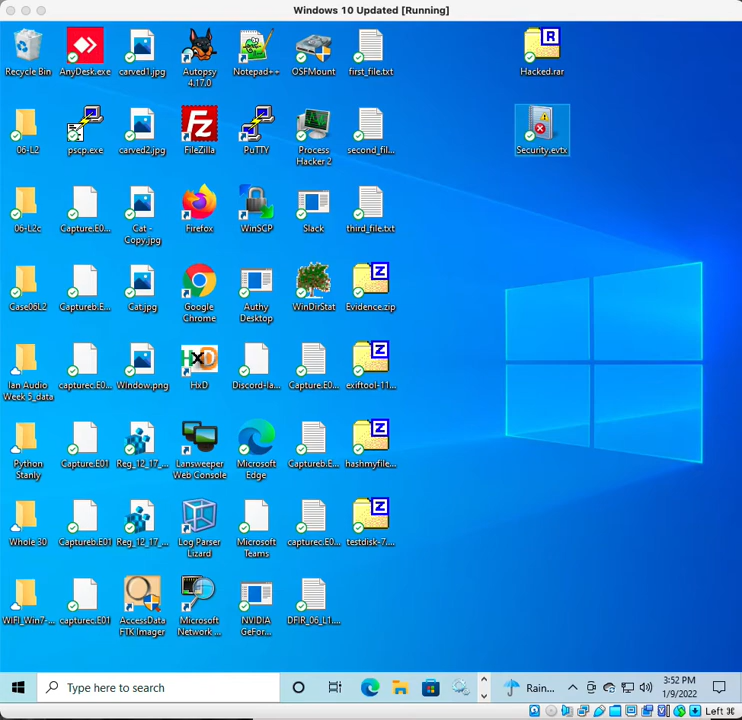 Windows 10 Updated [Running]
Recycle Bin
AnyDesk.exe
carved1.jpg
Autopsy
4.17.0
Notepad++
OSFMount
first_file.txt
Hacked.rar
06-L2
pscp.exe
carved2.jpg
FileZilla
PuTTY
Process
Hacker 2
second_fil...
Security.evtx
06-L2c
Capture.E0...
Cat -
Copy.jpg
Firefox
WinSCP
Slack
third_file.txt
Case06L2
Captureb.E...
Cat.jpg
Google
Chrome
Authy
Desktop
WinDirStat
Evidence.zip
Ian Audio
Week 5_data
capturec.E0...
WIndow.png
HxD
Discord-la...
Capture.E0...
exiftool-11...
Python
Stanly
Capture.E01
Reg_12_17_...
Lansweeper
Web Console
Microsoft
Edge
Captureb.E...
hashmyfile...
Whole 30
Captureb.E01
Reg_12_17_...
Log Parser
Lizard
Microsoft
Teams
capturec.E0...
testdisk-7....
WIFI_Win7-...
capturec.E01
AccessData
FTK Imager
Microsoft
Network ...
NVIDIA
GeFor...
DFIR_06_L1....
Type here to search
Rain...
3:52 PM
1/9/2022
Left ⌘